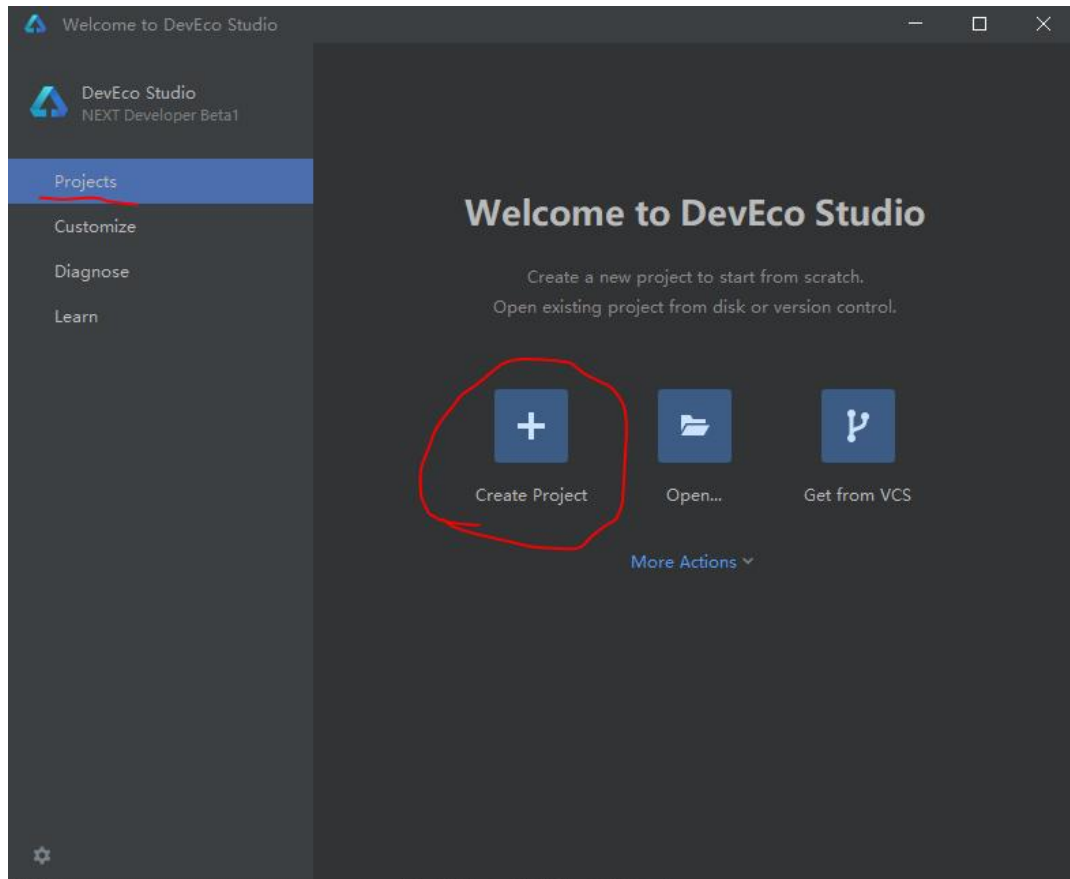 Welcome to DevEco Studio
DevEco Studio
NEXT Developer Beta1
Projects
Customize
Diagnose
Learn
Welcome to DevEco Studio
Create a new project to start from scratch.
Open existing project from disk or version control.
Create Project
Open...
Get from VCS
More Actions